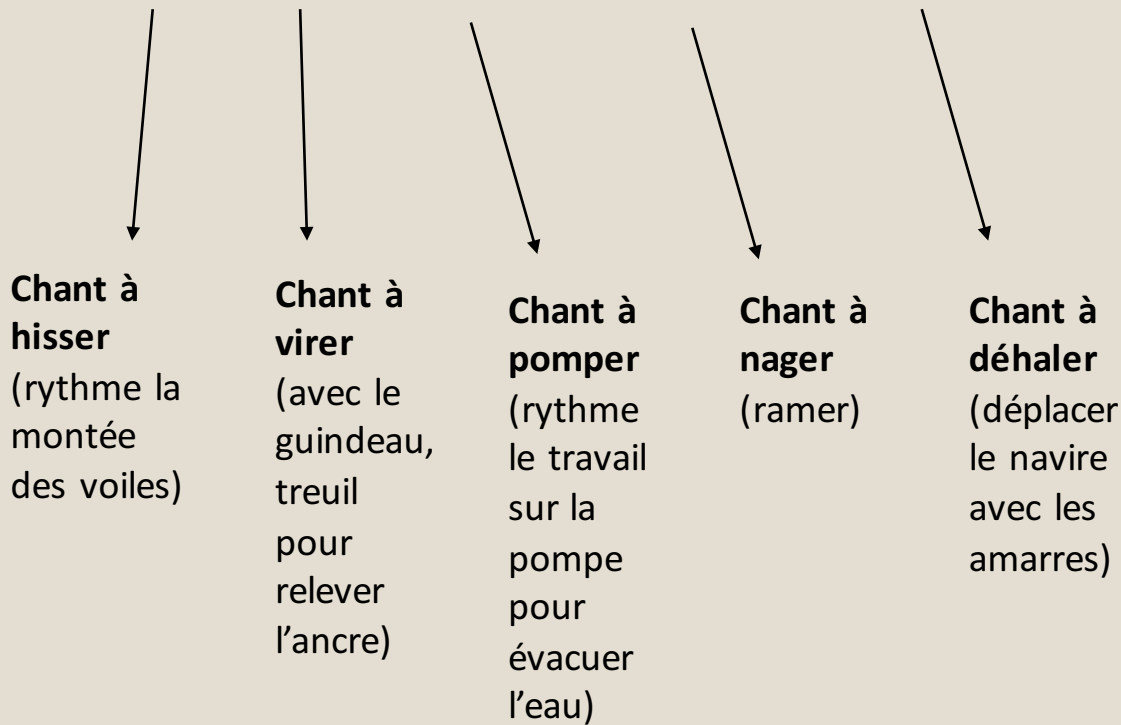 Chant à
hisser
(rythme la
montée
des voiles)
Chant à
virer
(avec le
guindeau,
treuil
pour
relever
l’ancre)
Chant à
pomper
(rythme
le travail
sur la
pompe
pour
évacuer
l’eau)
Chant à
nager
(ramer)
Chant à
déhaler
(déplacer
le navire
avec les
amarres)